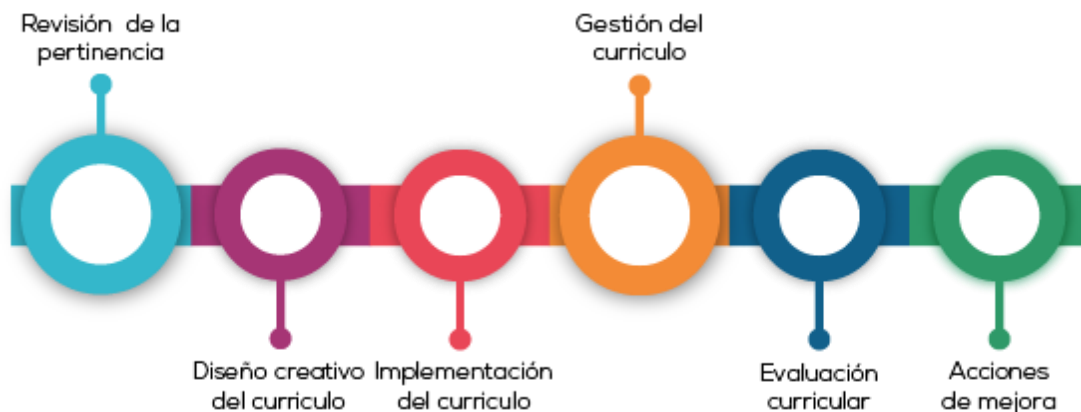 Revisión de la
pertinencia
Diseño creativo
del curriculo
Implementación
del curriculo
Gestión del
curriculo
Evaluación
curricular
Acciones
de mejora